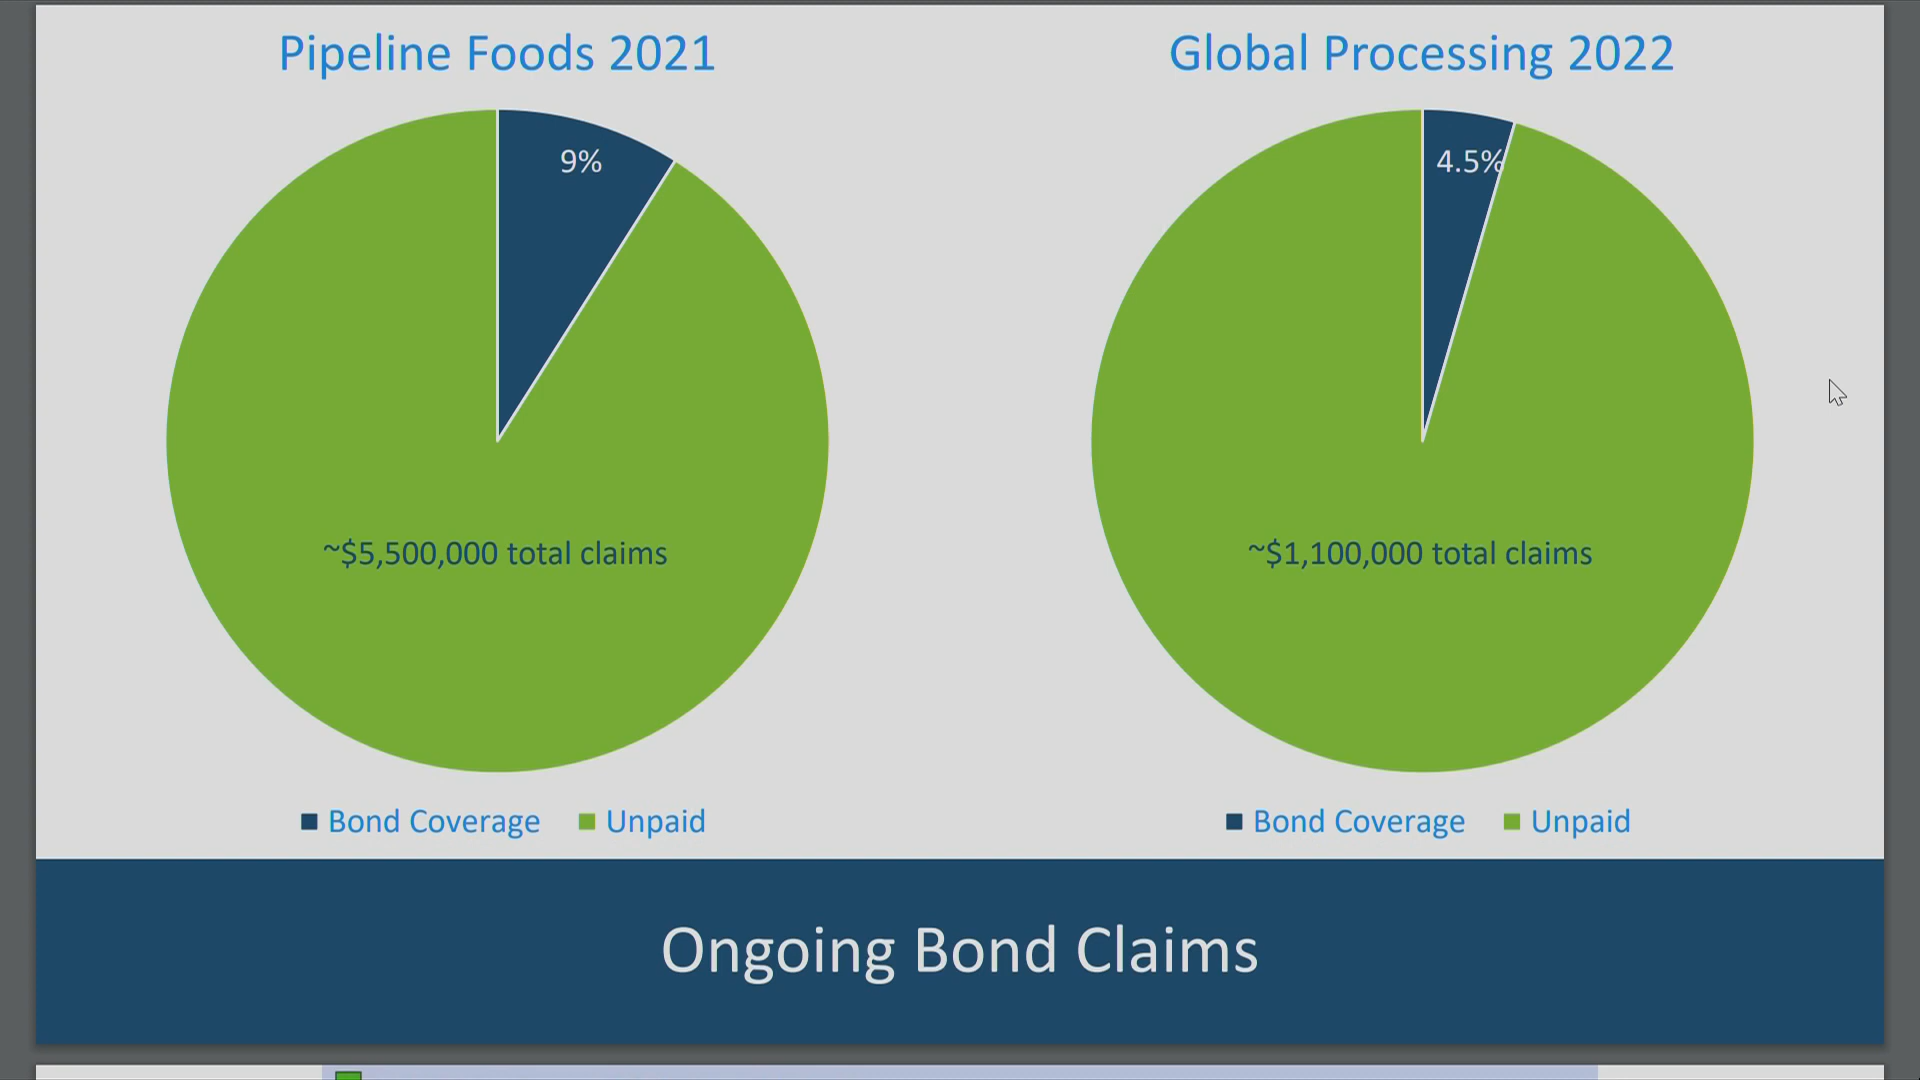 Pipeline Foods 2021
9%
~$5,500,000 total claims
Bond Coverage Unpaid
Global Processing 2022
4.5%
~$1,100,000 total claims
Bond Coverage Unpaid
Ongoing Bond Claims